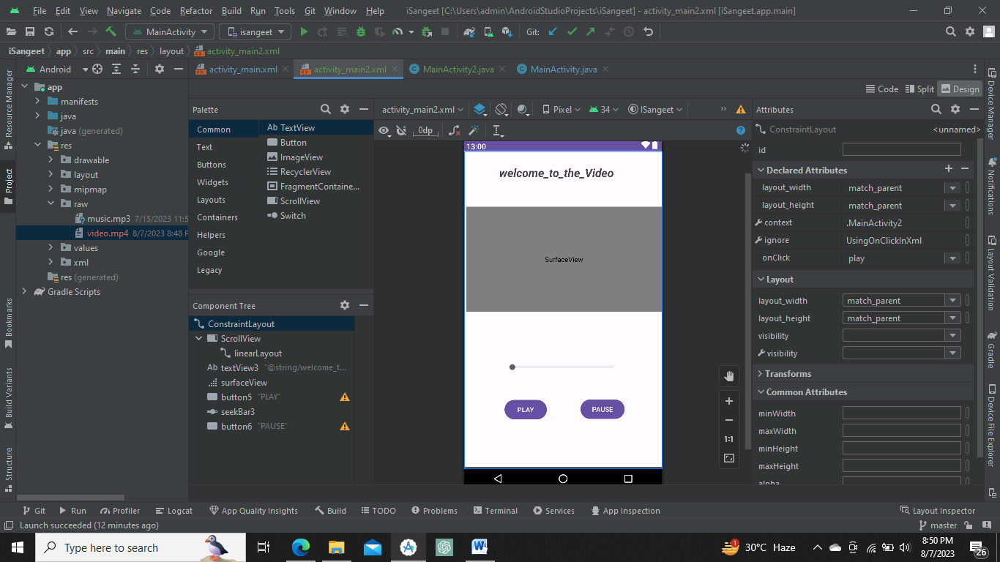 File Edit View Navigate Code Refactor Build Run Tools Git Window Help iSangeet [C:\Users\admin\AndroidStudioProjects\iSangeet] - activity_main2.xml [iSangeet.app.main]
MainActivity isangeet Git:
iSangeet app src main res layout activity_main2.xml
Android activity_main.xml activity_main2.xml MainActivity2.java MainActivity.java
Resource Manager
Project
Bookmarks
Build Variants
Structure
app
manifests
java
java (generated)
res
drawable
layout
mipmap
raw
music.mp3 7/15/2023 11:5
video.mp4 8/7/2023 8:48 P
values
xml
res (generated)
Gradle Scripts
Code Split Design
Palette
Common
Text
Buttons
Widgets
Layouts
Containers
Helpers
Google
Legacy
Ab TextView
Button
ImageView
RecyclerView
FragmentContaine...
ScrollView
Switch
Component Tree
ConstraintLayout
ScrollView
linearLayout
Ab textView3 "@string/welcome_t...
surfaceView
button5 "PLAY"
seekBar3
button6 "PAUSE"
activity_main2.xml Pixel 34 ISangeet
0dp
13:00
welcome_to_the_Video
SurfaceView
PLAY PAUSE
1:1
Attributes
ConstraintLayout <unnamed>
id
Declared Attributes
layout_width match_parent
layout_height match_parent
context .MainActivity2
ignore UsingOnClickInXml
onClick play
Layout
layout_width match_parent
layout_height match_parent
visibility
visibility
Transforms
Common Attributes
minWidth
maxWidth
minHeight
maxHeight
alpha
Device Manager
Notifications
Layout Validation
Gradle
Device File Explorer
Git Run Profiler Logcat App Quality Insights Build TODO Problems Terminal Services App Inspection Layout Inspector
Launch succeeded (12 minutes ago) master
Type here to search
1 30°C Haze
8:50 PM
8/7/2023
26